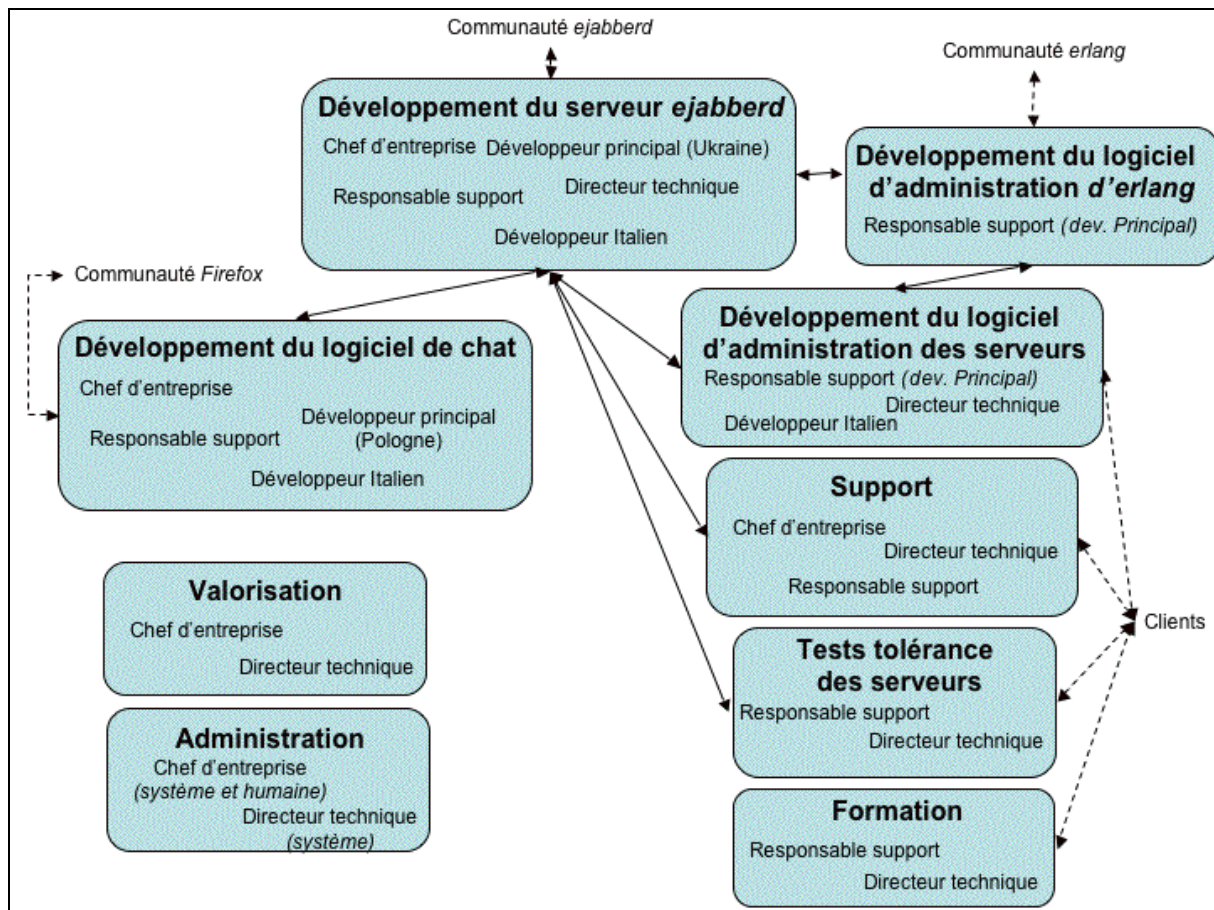 Communauté ejabberd
Communauté erlang
Développement du serveur ejabberd
Chef d'entreprise
Développeur principal (Ukraine)
Responsable support
Directeur technique
Développeur Italien
Développement du logiciel
d'administration d'erlang
Responsable support (dev. Principal)
Communauté Firefox
Développement du logiciel de chat
Chef d'entreprise
Développeur principal
(Pologne)
Responsable support
Développeur Italien
Développement du logiciel
d'administration des serveurs
Responsable support (dev. Principal)
Directeur technique
Développeur Italien
Support
Chef d'entreprise
Directeur technique
Responsable support
Clients
Valorisation
Chef d'entreprise
Directeur technique
Tests tolérance
des serveurs
Responsable support
Directeur technique
Administration
Chef d'entreprise
(système et humaine)
Directeur technique
(système)
Formation
Responsable support
Directeur technique